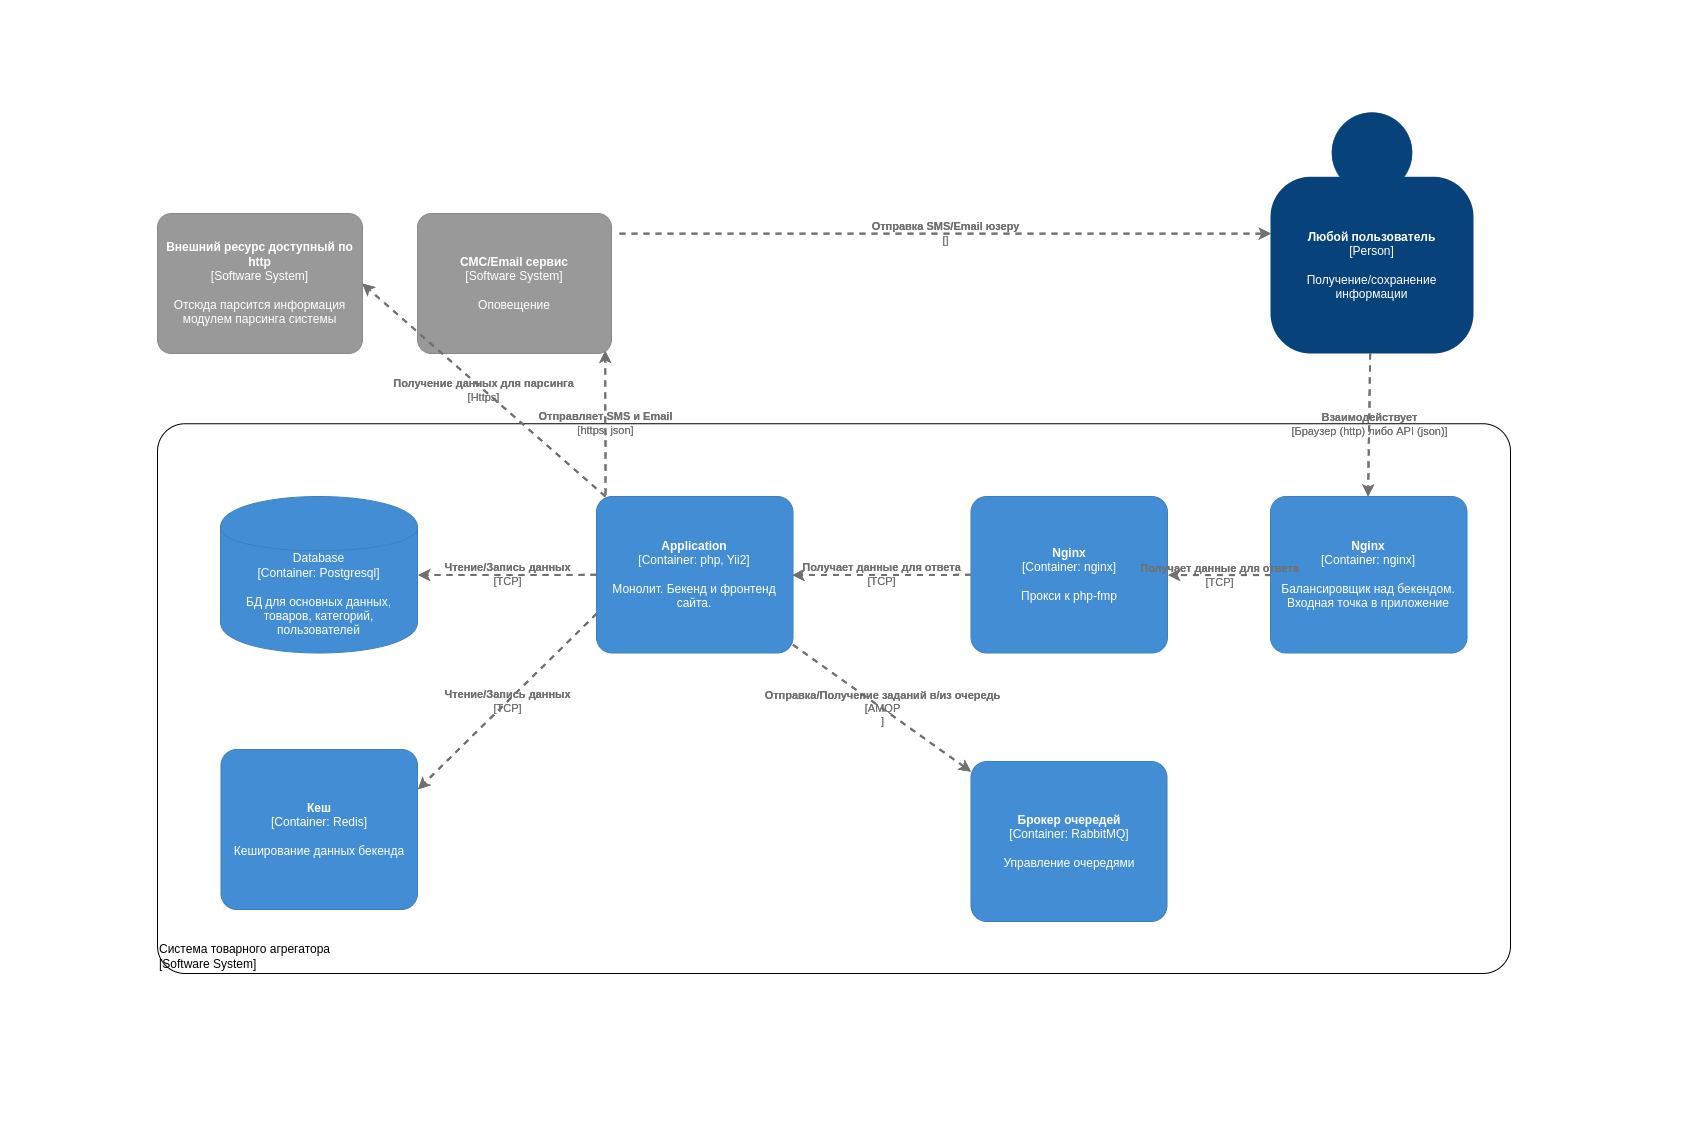 Внешний ресурс доступный по
http
[Software System]
Отсюда парсится информация
модулем парсинга системы
СМС/Email сервис
[Software System]
Оповещение
Отправка SMS/Email юзеру
[]
Любой пользователь
[Person]
Получение/сохранение
информации
Получение данных для парсинга
[Https]
Отправляет SMS и Email
[https, json]
Взаимодействует
[Браузер (http) либо API (json)]
Database
[Container: Postgresql]
БД для основных данных,
товаров, категорий,
пользователей
Чтение/Запись данных
[TCP]
Application
[Container: php, Yii2]
Монолит. Бекенд и фронтенд
сайта.
Получает данные для ответа
[TCP]
Nginx
[Container: nginx]
Прокси к php-fmp
Получает данные для ответа
[TCP]
Nginx
[Container: nginx]
Балансировщик над бекендом.
Входная точка в приложение
Чтение/Запись данных
[TCP]
Отправка/Получение заданий в/из очередь
[AMQP
]
Кеш
[Container: Redis]
Кеширование данных бекенда
Брокер очередей
[Container: RabbitMQ]
Управление очередями
Система товарного агрегатора
[Software System]